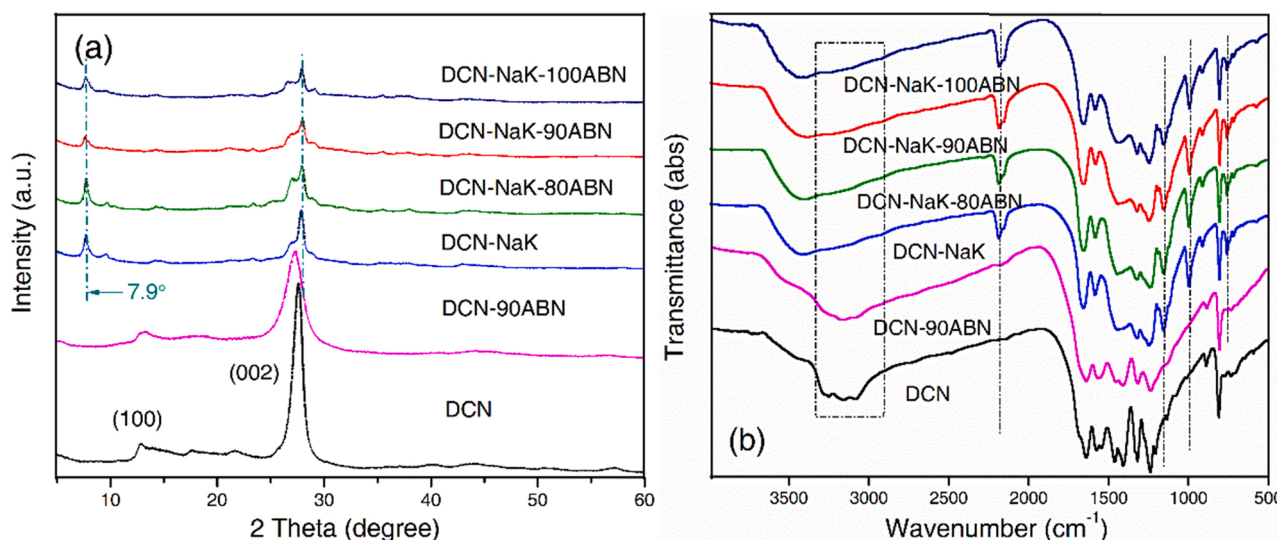 (a)
DCN-NaK-100ABN
DCN-NaK-90ABN
DCN-NaK-80ABN
DCN-NaK
7.9°
DCN-90ABN
(002)
DCN
(100)
10 20 30 40 50 60
2 Theta (degree)
Intensity (a.u.)
DCN-NaK-100ABN
DCN-NaK-90ABN
DCN-NaK-80ABN
DCN-NaK
DCN-90ABN
DCN
(b)
3500 3000 2500 2000 1500 1000 500
Wavenumber (cm⁻¹)
Transmittance (abs)